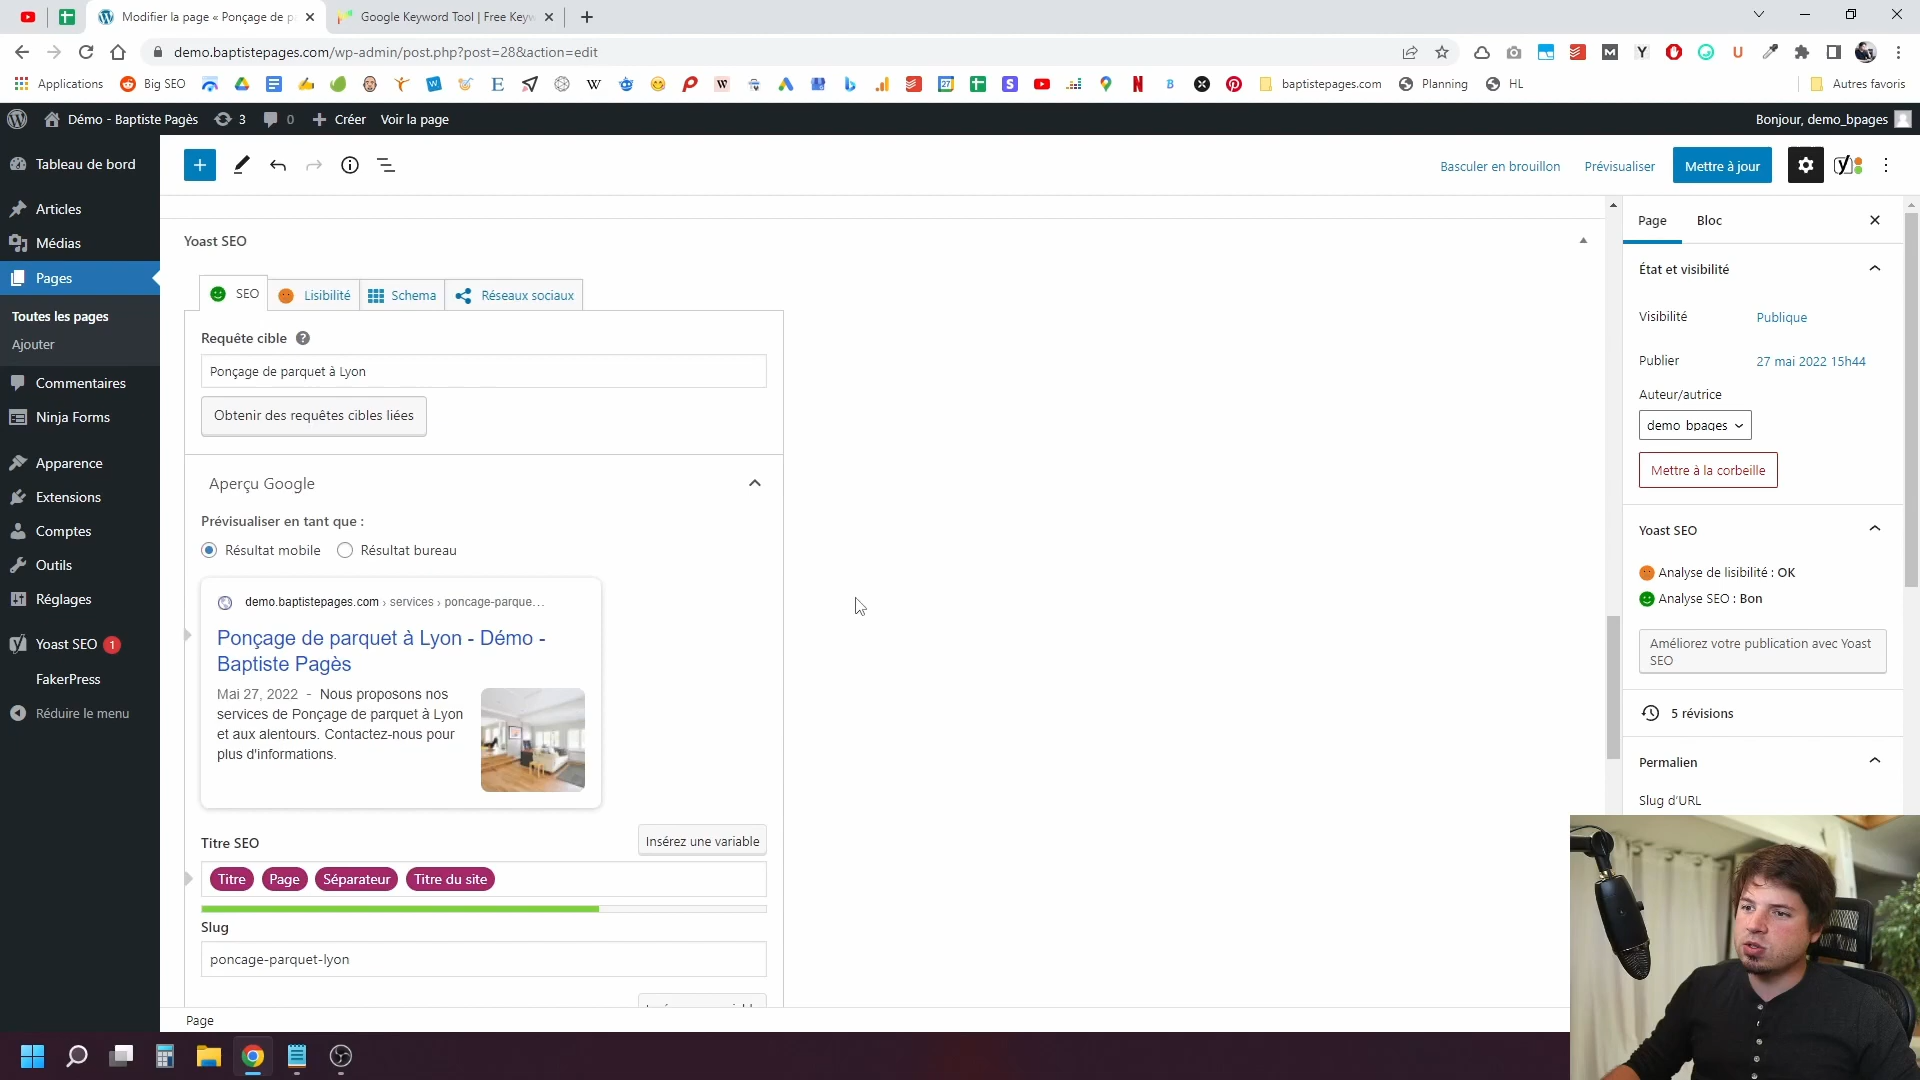 Modifier la page « Ponçage de p
Google Keyword Tool | Free Keyw
demo.baptistepages.com/wp-admin/post.php?post=28&action=edit
Applications
Big SEO
baptistepages.com
Planning
HL
Autres favoris
Démo - Baptiste Pagès
3
0
Créer
Voir la page
Bonjour, demo_bpages
Tableau de bord
Articles
Médias
Pages
Toutes les pages
Ajouter
Commentaires
Ninja Forms
Apparence
Extensions
Comptes
Outils
Réglages
Yoast SEO 1
FakerPress
Réduire le menu
Basculer en brouillon
Prévisualiser
Mettre à jour
Yoast SEO
SEO
Lisibilité
Schema
Réseaux sociaux
Requête cible
Ponçage de parquet à Lyon
Obtenir des requêtes cibles liées
Aperçu Google
Prévisualiser en tant que :
Résultat mobile
Résultat bureau
demo.baptistepages.com › services › poncage-parque…
Ponçage de parquet à Lyon - Démo -
Baptiste Pagès
Mai 27, 2022 - Nous proposons nos
services de Ponçage de parquet à Lyon
et aux alentours. Contactez-nous pour
plus d'informations.
Titre SEO
Insérez une variable
Titre
Page
Séparateur
Titre du site
Slug
poncage-parquet-lyon
Page
Page
Bloc
État et visibilité
Visibilité
Publique
Publier
27 mai 2022 15h44
Auteur/autrice
demo_bpages
Mettre à la corbeille
Yoast SEO
Analyse de lisibilité : OK
Analyse SEO : Bon
Améliorez votre publication avec Yoast
SEO
5 révisions
Permalien
Slug d’URL